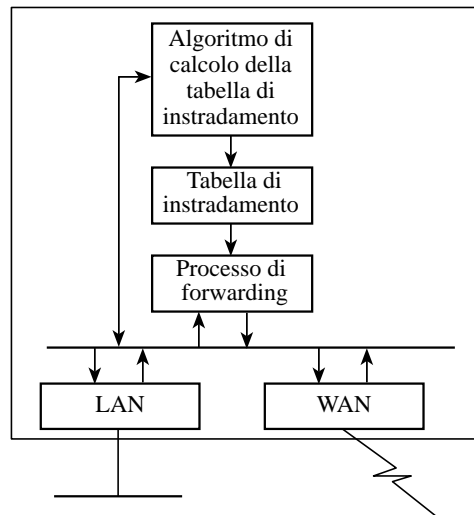 Algoritmo di
calcolo della
tabella di
instradamento
Tabella di
instradamento
Processo di
forwarding
LAN
WAN